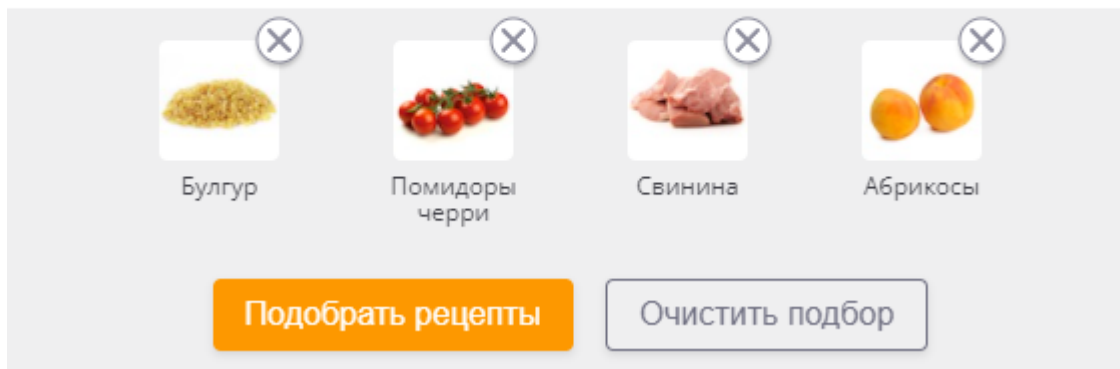 Булгур
Помидоры
черри
Свинина
Абрикосы
Подобрать рецепты
Очистить подбор